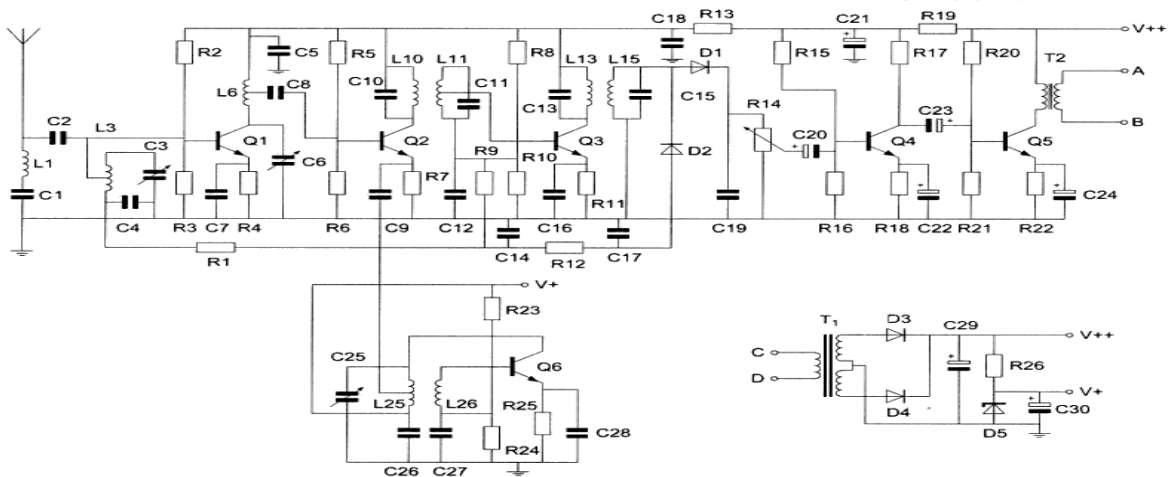 C18 R13 C21 R19 V++
R2 C5 R5 L10 R8 L13 L15 D1 R15 R17 R20 T2
C8 C10 L11 C11 A
L6 C13 C15 R14 C23
C2 L3 B
C3 Q1 Q2 Q3 C20 Q4 Q5
L1 C6 R9 R10 D2
C1 R7 R11 C24
C4 R3 C7 R4 R6 C9 C12 C16 C19 R16 R18 C22 R21 R22
R1 C14 R12 C17
V+
R23 T1 D3 C29 V++
C25 Q6 C R26
D V+
L25 L26 R25 D4 C30
C28 D5
R24
C26 C27